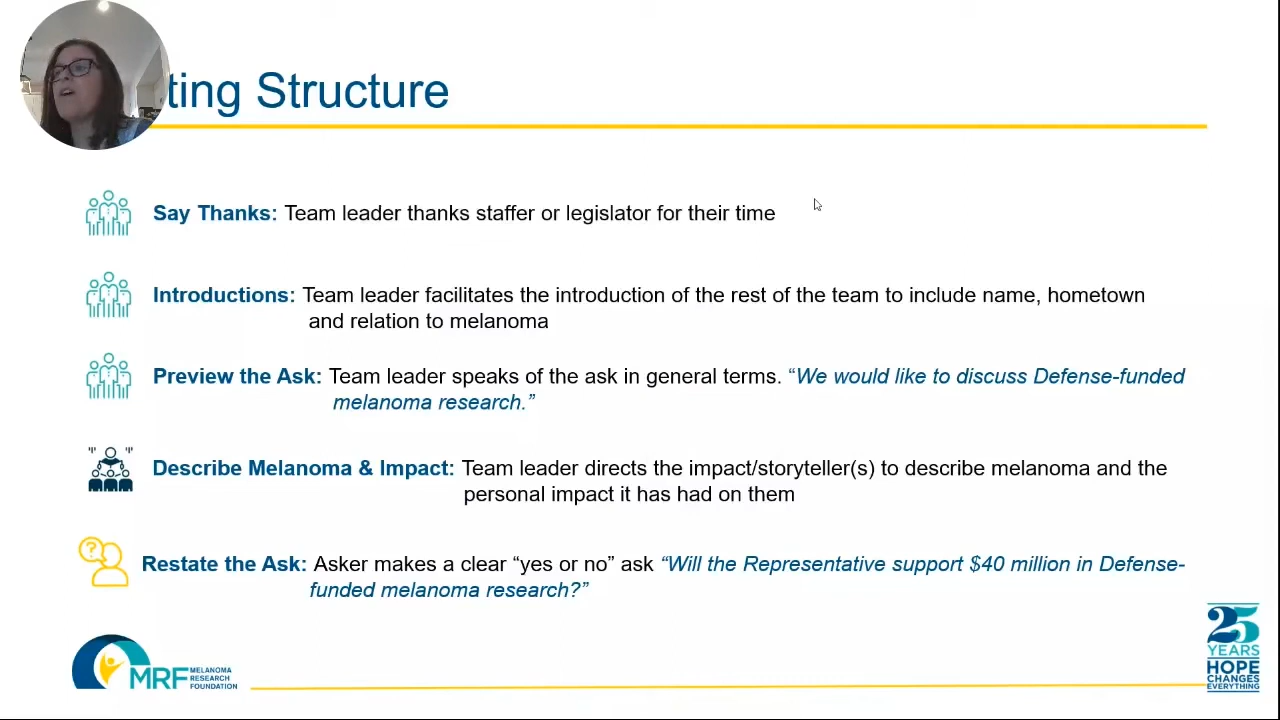 ting Structure
Say Thanks: Team leader thanks staffer or legislator for their time
Introductions: Team leader facilitates the introduction of the rest of the team to include name, hometown
and relation to melanoma
Preview the Ask: Team leader speaks of the ask in general terms. “We would like to discuss Defense-funded
melanoma research.”
Describe Melanoma & Impact: Team leader directs the impact/storyteller(s) to describe melanoma and the
personal impact it has had on them
?
Restate the Ask: Asker makes a clear “yes or no” ask “Will the Representative support $40 million in Defense-
funded melanoma research?”
MRF MELANOMA
RESEARCH
FOUNDATION
25
YEARS
HOPE
CHANGES
EVERYTHING